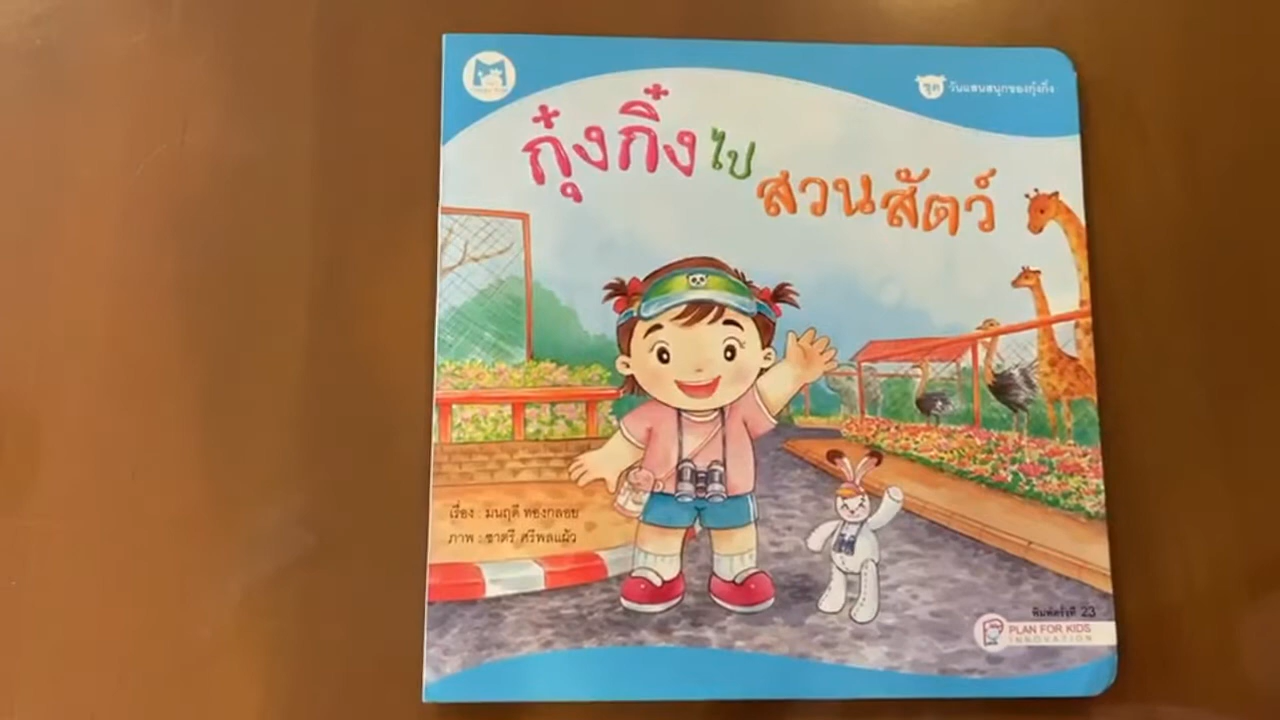 ชุด วันแสนสนุกของกุ๋งกิ๋ง
กุ๋งกิ๋งไปสวนสัตว์
เรื่อง : มนฤดี ทองกลอย
ภาพ : ชาตรี ศรีพลแผ้ว
พิมพ์ครั้งที่ 23
PLAN FOR KIDS
INNOVATION